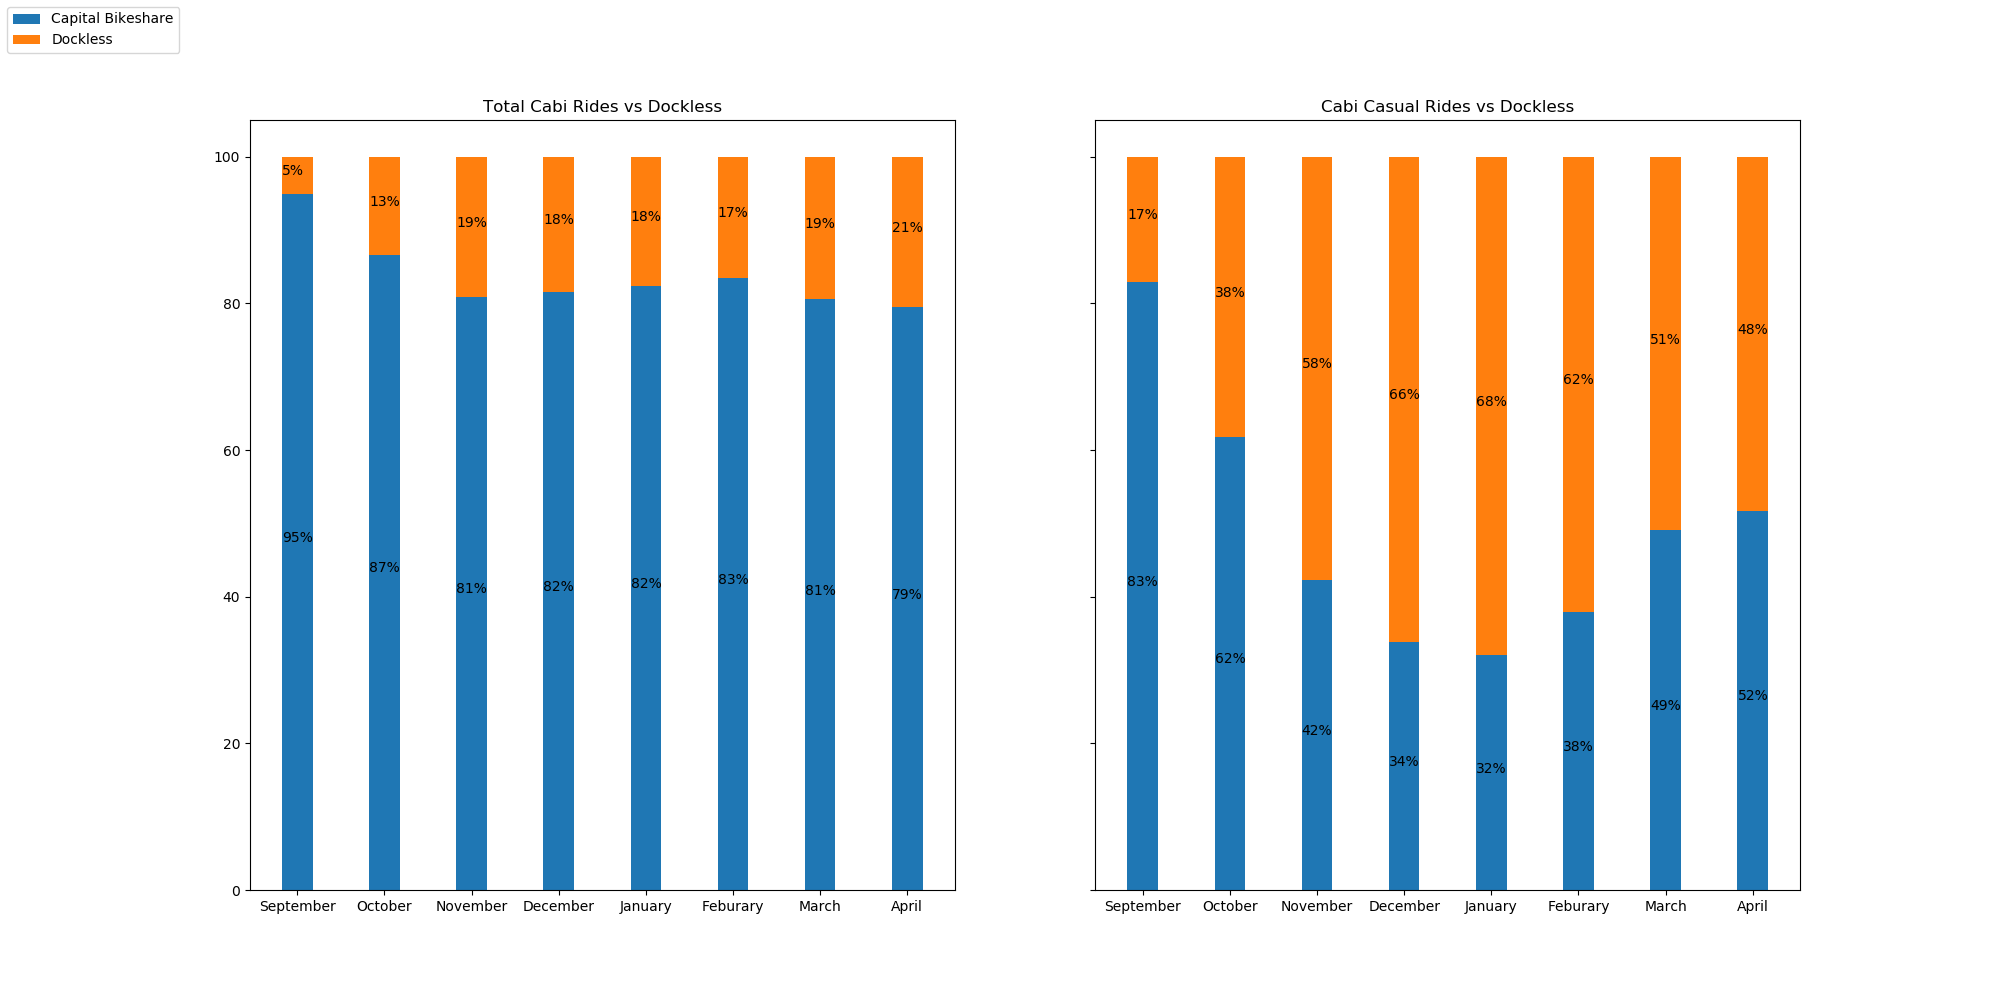 Capital Bikeshare
Dockless
Total Cabi Rides vs Dockless
100
80
60
40
20
0
5% 13% 19% 18% 18% 17% 19% 21%
95% 87% 81% 82% 82% 83% 81% 79%
September October November December January Feburary March April
Cabi Casual Rides vs Dockless
17% 38% 58% 66% 68% 62% 51% 48%
83% 62% 42% 34% 32% 38% 49% 52%
September October November December January Feburary March April